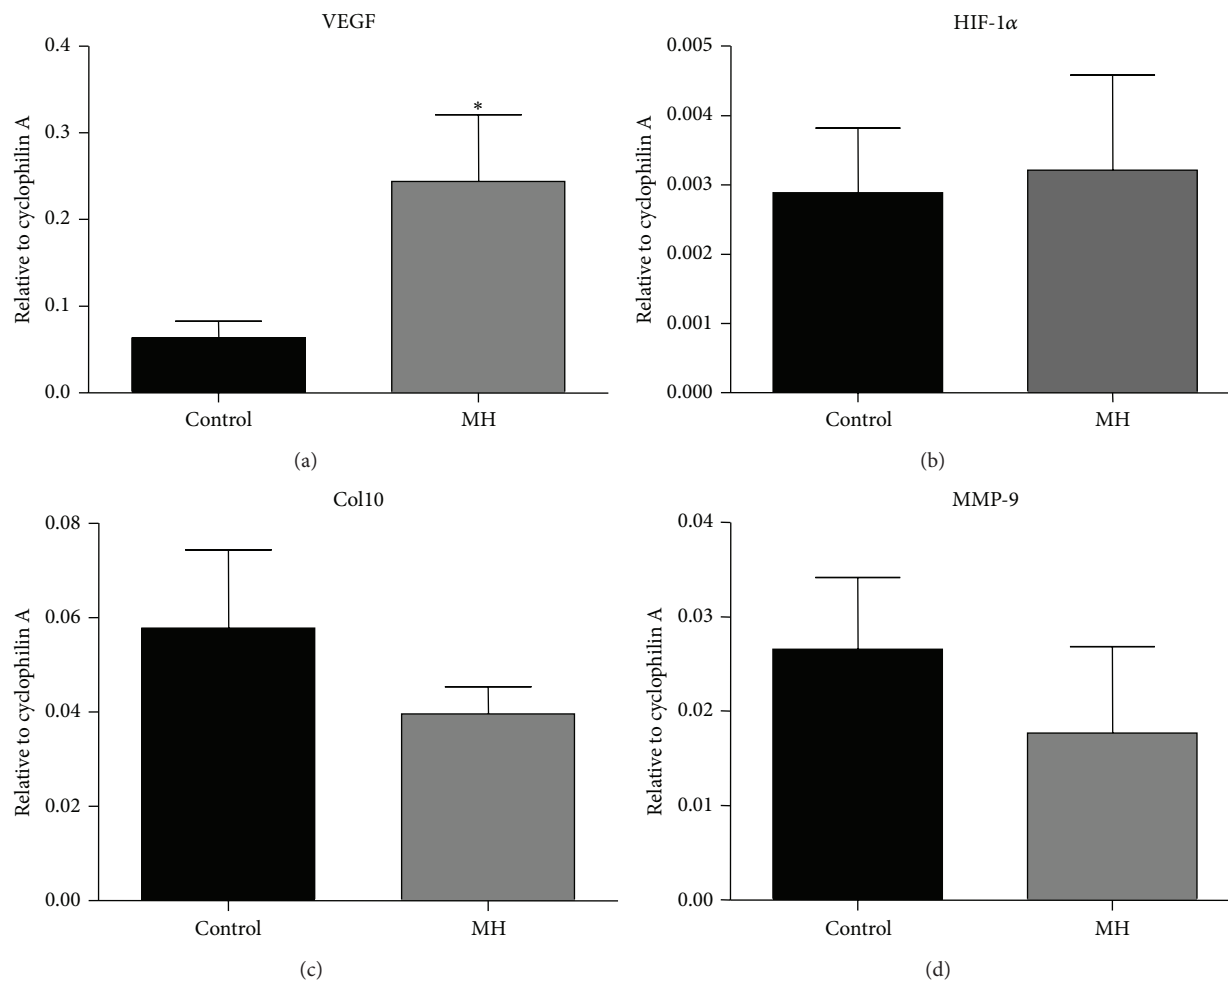 VEGF
0.4
0.3
0.2
0.1
0.0
Relative to cyclophilin A
*
Control
MH
(a)
HIF-1α
0.005
0.004
0.003
0.002
0.001
0.000
Relative to cyclophilin A
Control
MH
(b)
Col10
0.08
0.06
0.04
0.02
0.00
Relative to cyclophilin A
Control
MH
(c)
MMP-9
0.04
0.03
0.02
0.01
0.00
Relative to cyclophilin A
Control
MH
(d)